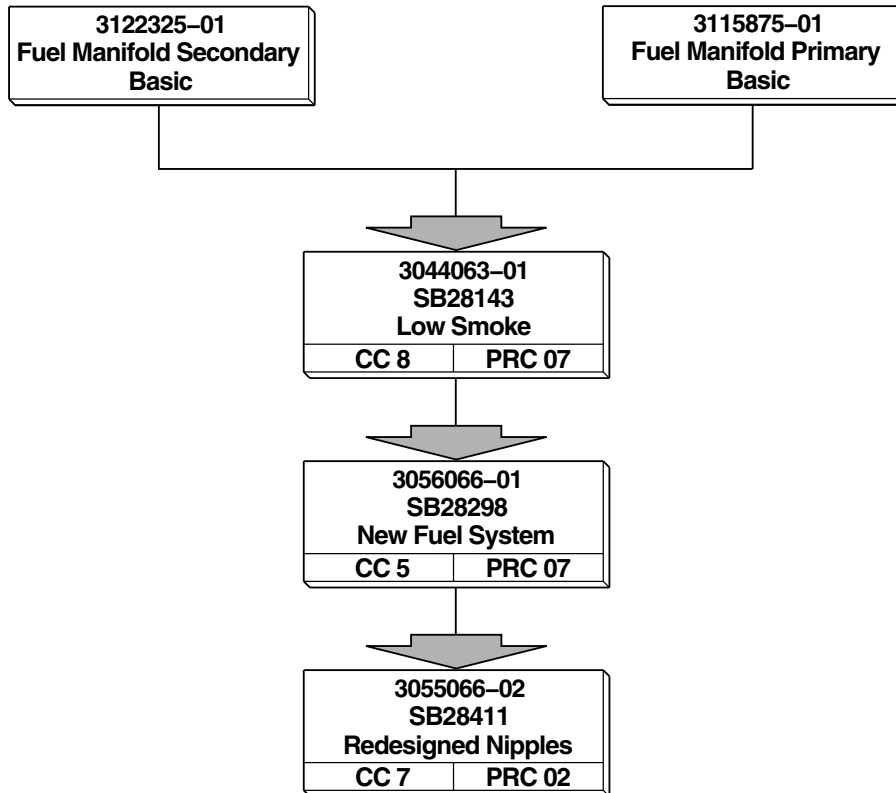 3122325–01
Fuel Manifold Secondary
Basic
3115875–01
Fuel Manifold Primary
Basic
3044063–01
SB28143
Low Smoke
CC 8 PRC 07
3056066–01
SB28298
New Fuel System
CC 5 PRC 07
3055066–02
SB28411
Redesigned Nipples
CC 7 PRC 02